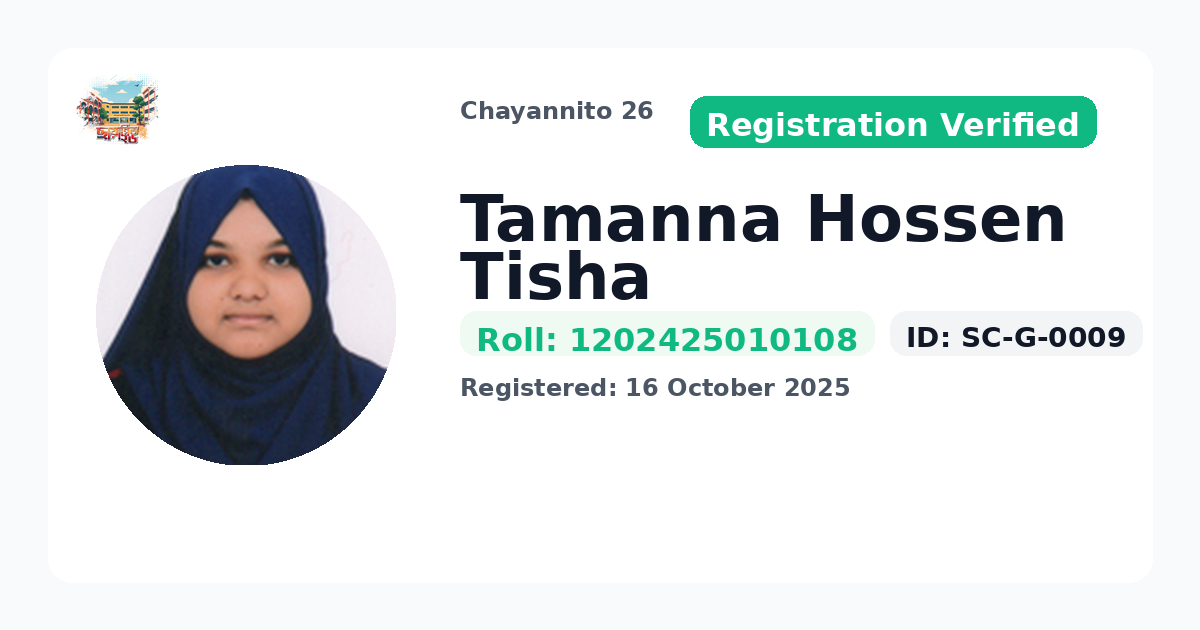 Chayannito 26
Registration Verified
Tamanna Hossen
Tisha
Roll: 1202425010108
ID: SC-G-0009
Registered: 16 October 2025